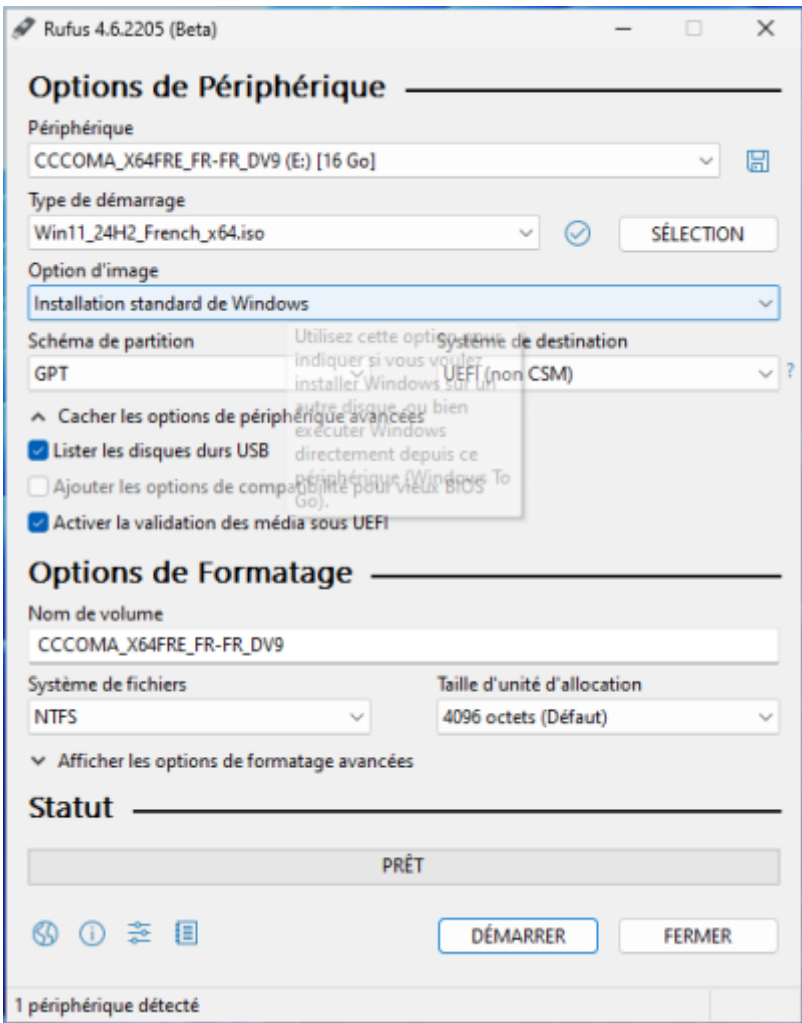 Rufus 4.6.2205 (Beta)
Options de Périphérique
Périphérique
CCCOMA_X64FRE_FR-FR_DV9 (E:) [16 Go]
Type de démarrage
Win11_24H2_French_x64.iso
SÉLECTION
Option d'image
Installation standard de Windows
Schéma de partition
Système de destination
GPT
UEFI (non CSM)
?
Utilisez cette option pour
indiquer si vous voulez
installer Windows sur un
autre disque, ou bien
exécuter Windows
directement depuis ce
périphérique (Windows To
Go).
Cacher les options de périphérique avancées
Lister les disques durs USB
Ajouter les options de compatibilité pour vieux BIOS
Activer la validation des média sous UEFI
Options de Formatage
Nom de volume
CCCOMA_X64FRE_FR-FR_DV9
Système de fichiers
Taille d'unité d'allocation
NTFS
4096 octets (Défaut)
Afficher les options de formatage avancées
Statut
PRÊT
DÉMARRER
FERMER
1 périphérique détecté